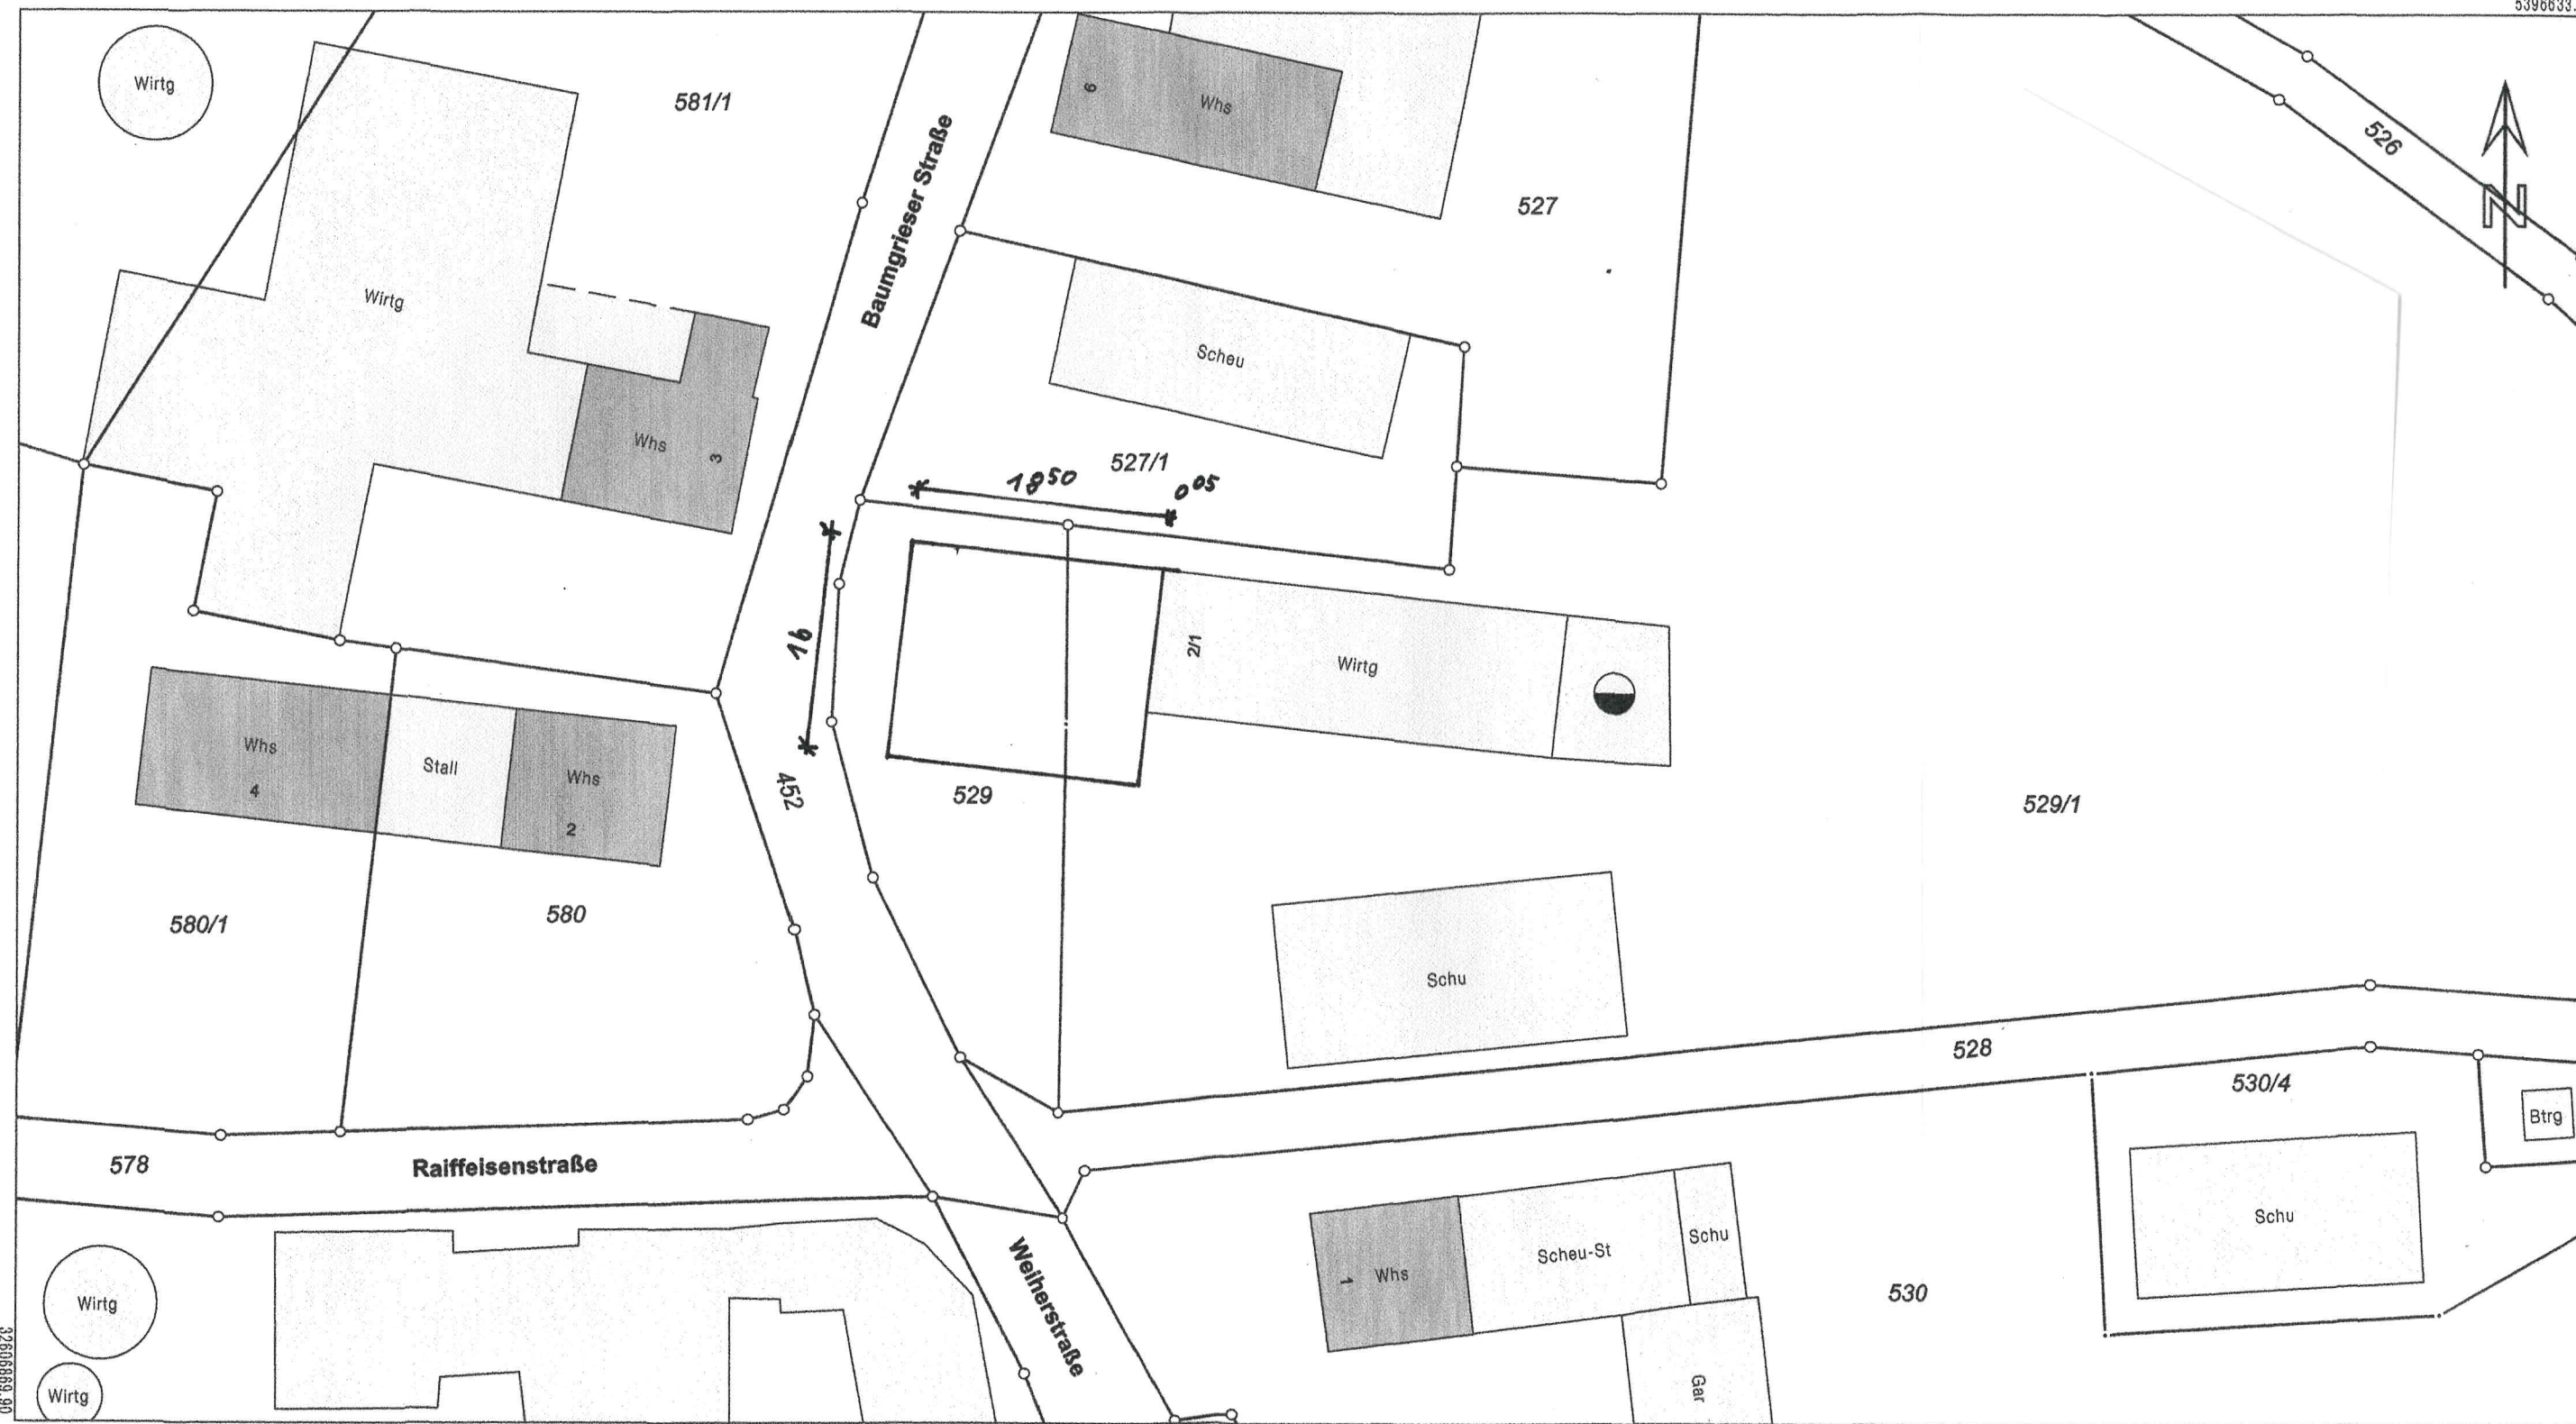 5396633.
Wirtg
581/1
6
Whs
526
N
Baumgrieser Straße
527
Wirtg
Scheu
Whs
3
527/1
18⁵⁰
0⁰⁵
16
2/1
Wirtg
Whs
4
Stall
Whs
2
452
529
529/1
580/1
580
Schu
528
530/4
Btrg
578
Raiffeisenstraße
Schu
Weiherstraße
1
Whs
Scheu-St
Schu
530
Wirtg
Gar
Wirtg